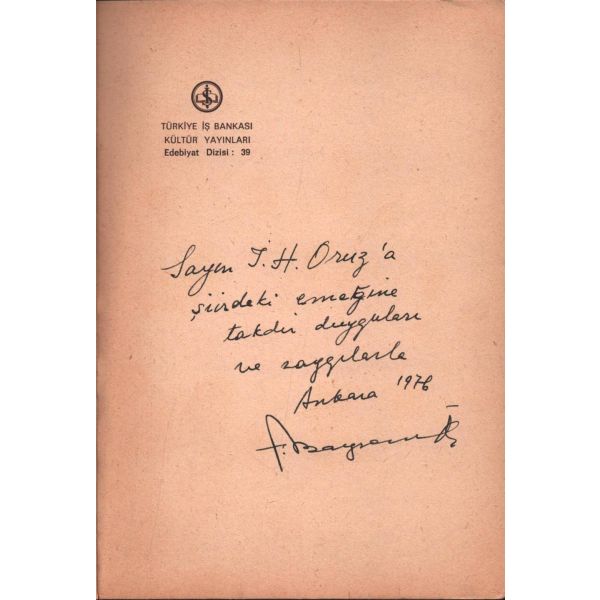 TÜRKİYE İŞ BANKASI
KÜLTÜR YAYINLARI
Edebiyat Dizisi : 39
Sayın İ. H. Oruz'a
şiirdeki emeğine
takdir duyguları
ve saygılarla
Ankara 1976